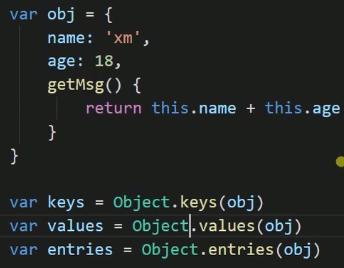 var obj = {
name: 'xm',
age: 18,
getMsg() {
return this.name + this.age
}
}
var keys = Object.keys(obj)
var values = Object.values(obj)
var entries = Object.entries(obj)